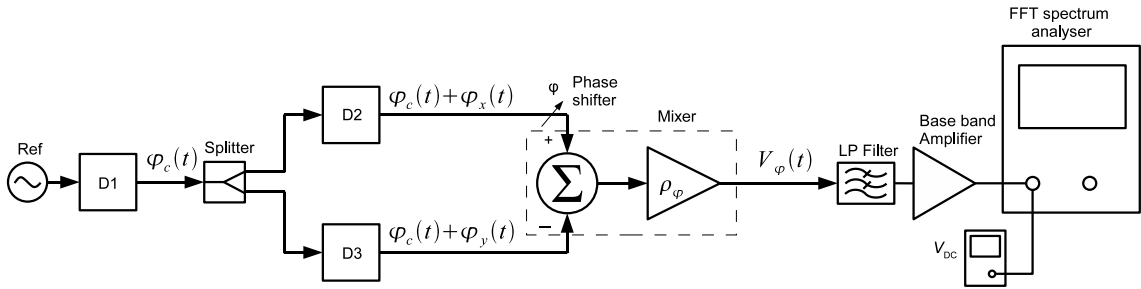 FFT spectrum
analyser
Ref
D1
φc(t)
Splitter
D2
φc(t)+φx(t)
φ
Phase
shifter
D3
φc(t)+φy(t)
Mixer
+
Σ
−
ρφ
Vφ(t)
LP Filter
Base band
Amplifier
VDC